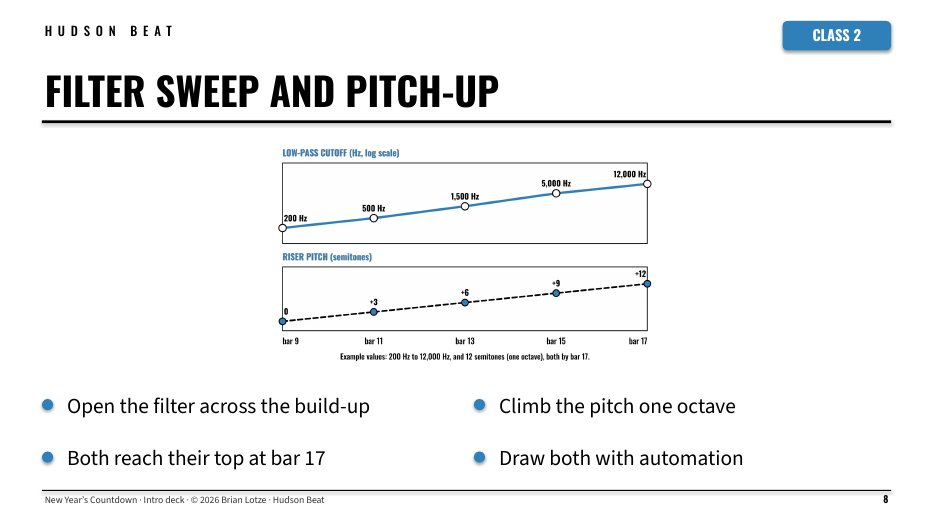 HUDSON BEAT
CLASS 2
FILTER SWEEP AND PITCH-UP
LOW-PASS CUTOFF (Hz, log scale)
200 Hz
500 Hz
1,500 Hz
5,000 Hz
12,000 Hz
RISER PITCH (semitones)
0
+3
+6
+9
+12
bar 9
bar 11
bar 13
bar 15
bar 17
Example values: 200 Hz to 12,000 Hz, and 12 semitones (one octave), both by bar 17.
Open the filter across the build-up
Climb the pitch one octave
Both reach their top at bar 17
Draw both with automation
New Year's Countdown · Intro deck · © 2026 Brian Lotze · Hudson Beat
8